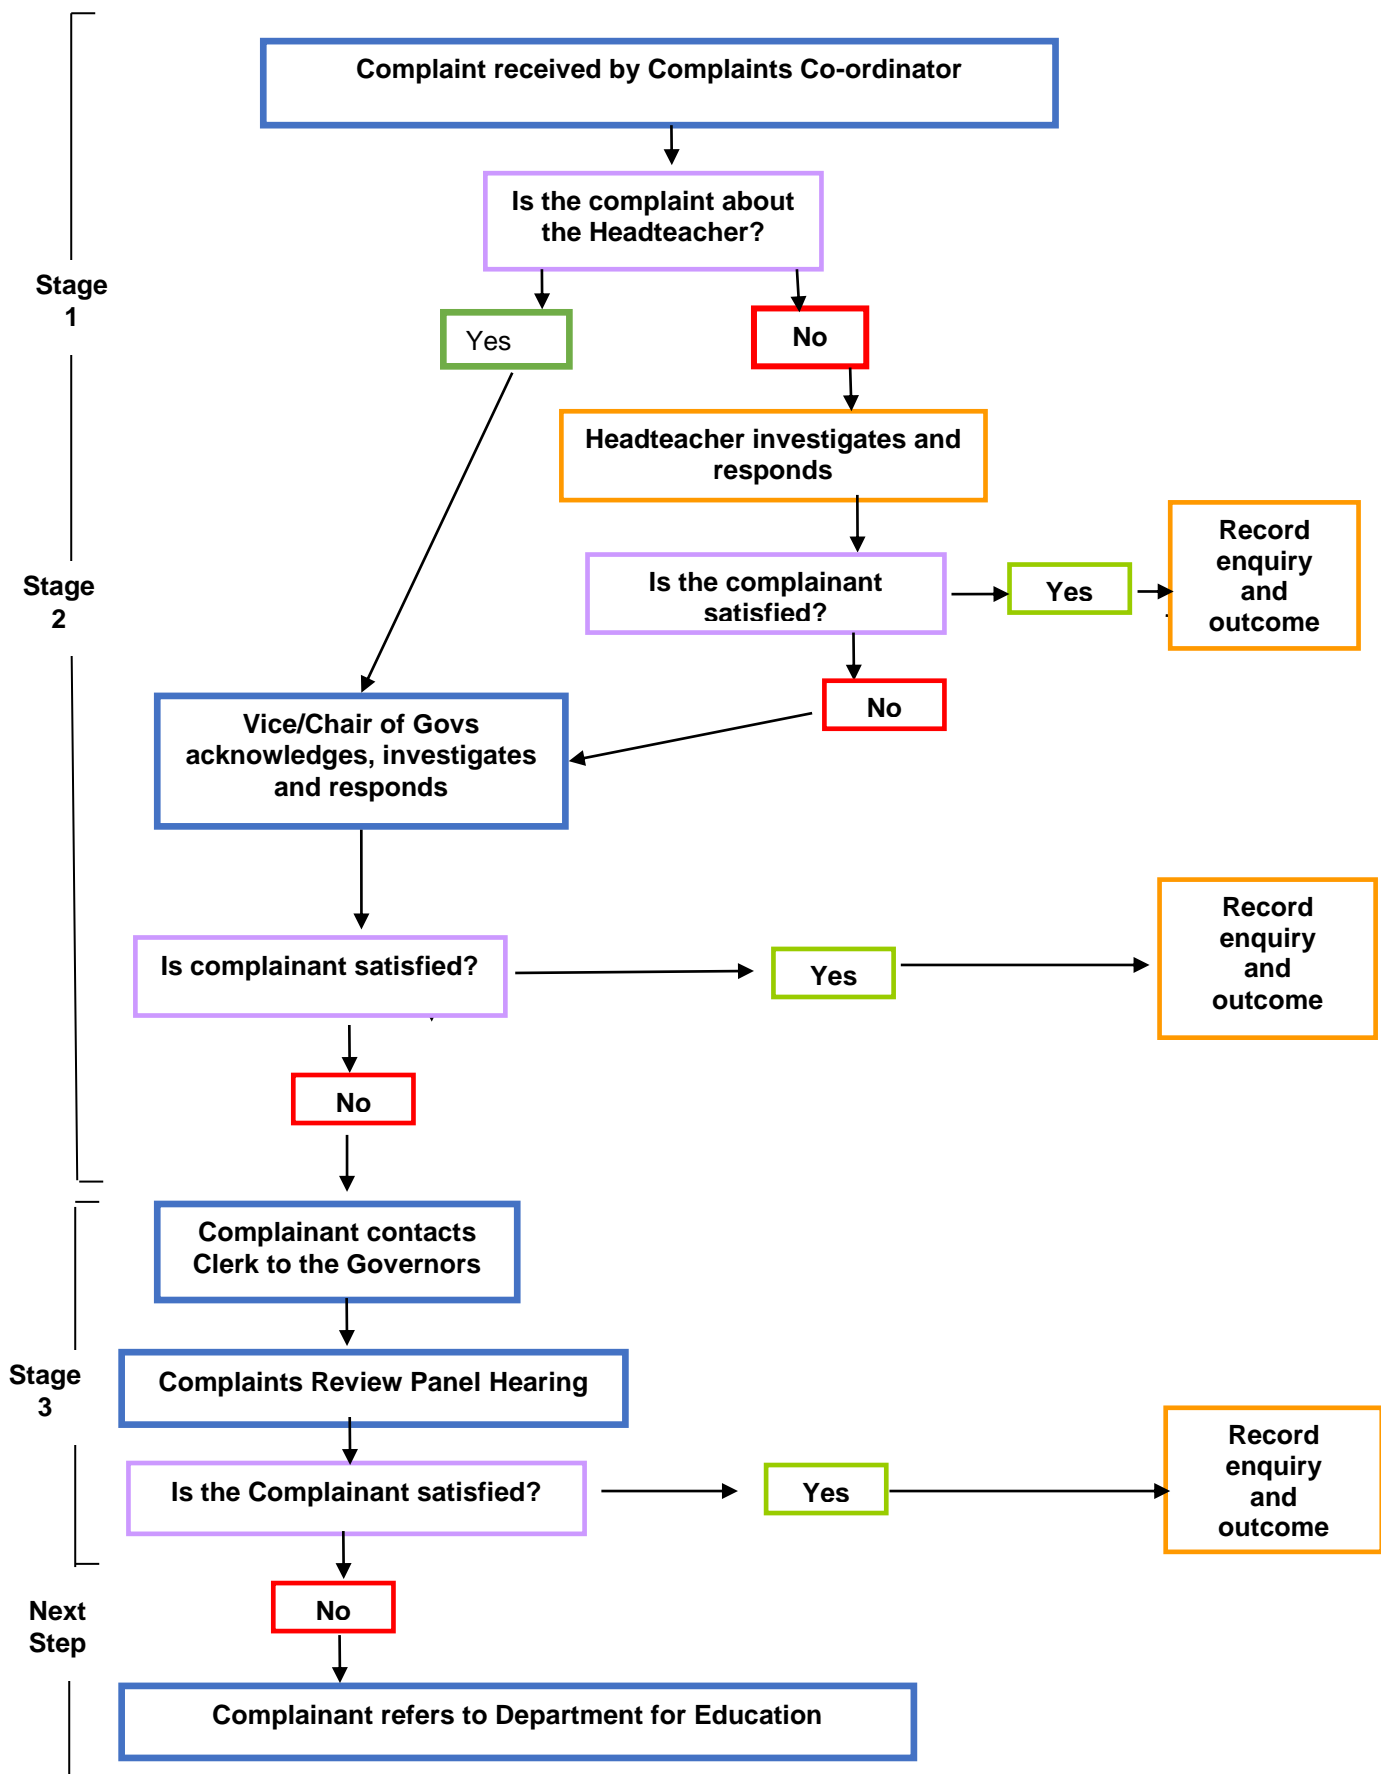 Complaint received by Complaints Co-ordinator
Is the complaint about
the Headteacher?
Stage
1
Yes
No
Headteacher investigates and
responds
Record
enquiry
and
outcome
Is the complainant
satisfied?
Yes
Stage
2
No
Vice/Chair of Govs
acknowledges, investigates
and responds
Record
enquiry
and
outcome
Is complainant satisfied?
Yes
No
Complainant contacts
Clerk to the Governors
Stage
3
Complaints Review Panel Hearing
Record
enquiry
and
outcome
Is the Complainant satisfied?
Yes
Next
Step
No
Complainant refers to Department for Education